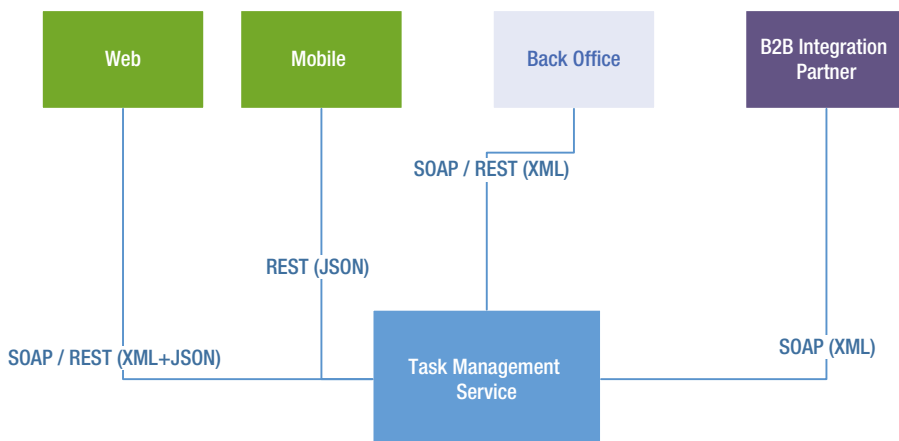 Web
Mobile
Back Office
B2B Integration
Partner
SOAP / REST (XML)
REST (JSON)
SOAP / REST (XML+JSON)
SOAP (XML)
Task Management
Service